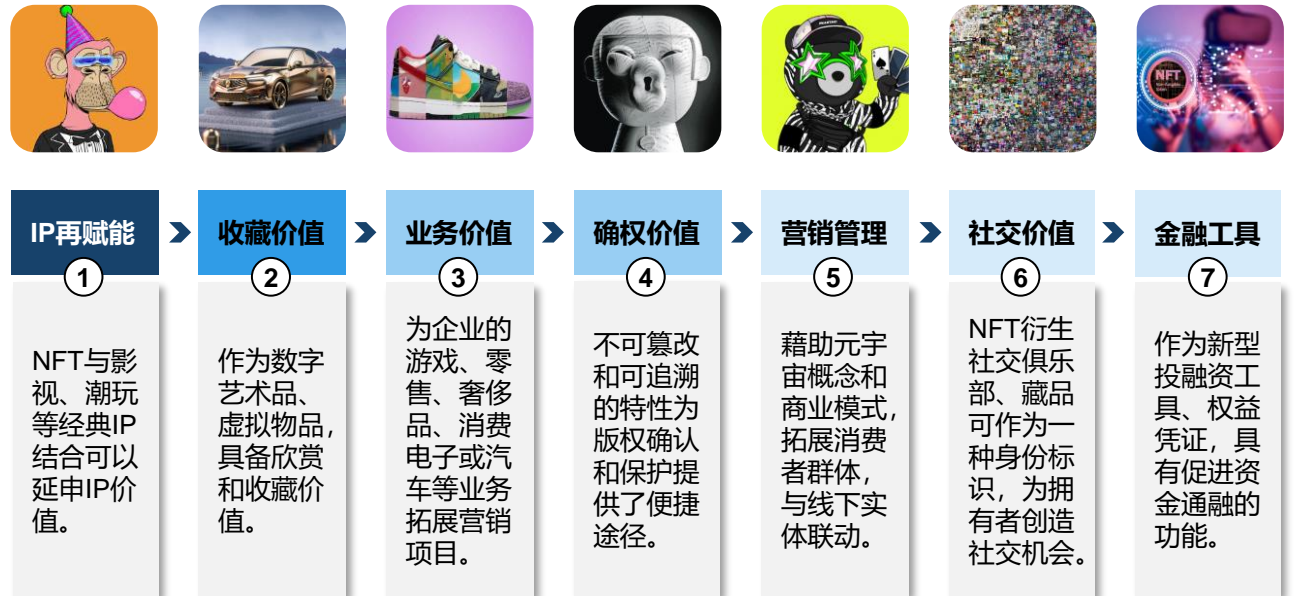 NFT
IP再赋能
收藏价值
业务价值
确权价值
营销管理
社交价值
金融工具
1
2
3
4
5
6
7
NFT与影
视、潮玩
等经典IP
结合可以
延申IP价
值。
作为数字
艺术品、
虚拟物品，
具备欣赏
和收藏价
值。
为企业的
游戏、零
售、奢侈
品、消费
电子或汽
车等业务
拓展营销
项目。
不可篡改
和可追溯
的特性为
版权确认
和保护提
供了便捷
途径。
藉助元宇
宙概念和
商业模式，
拓展消费
者群体，
与线下实
体联动。
NFT衍生
社交俱乐
部、藏品
可作为一
种身份标
识，为拥
有者创造
社交机会。
作为新型
投融资工
具、权益
凭证，具
有促进资
金通融的
功能。